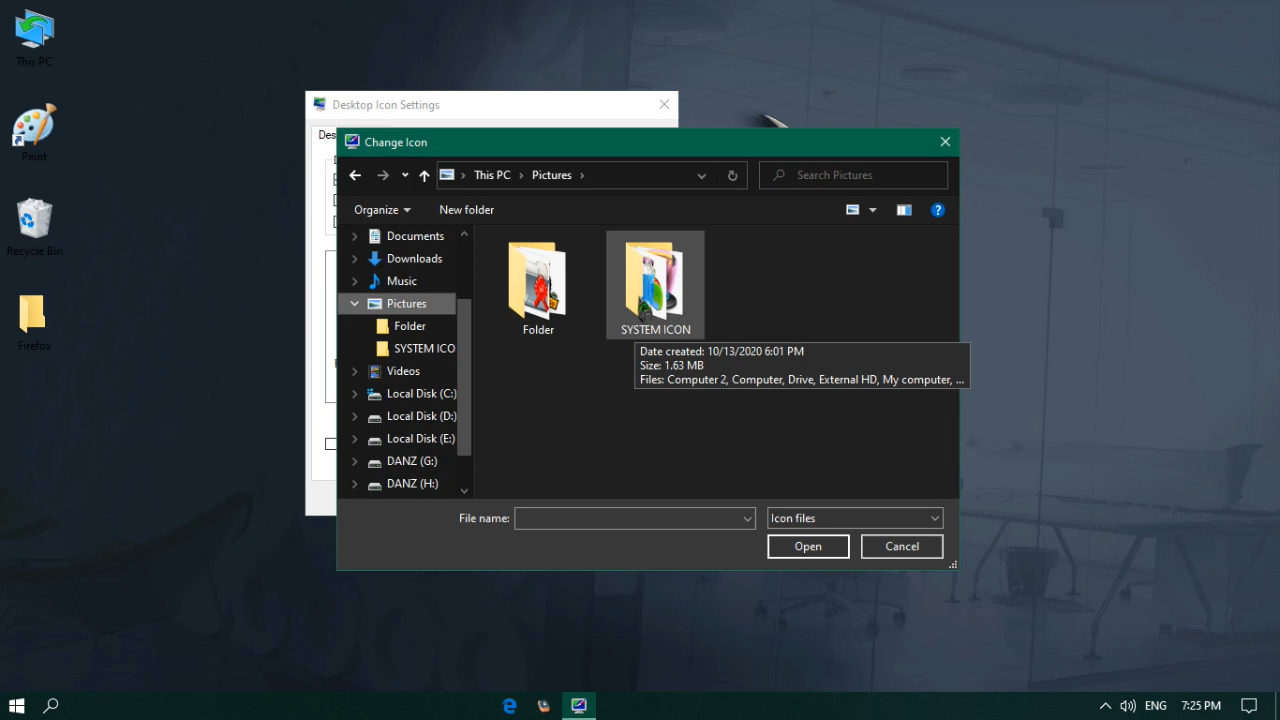 This PC
Paint
Recycle Bin
Firefox
Desktop Icon Settings
Des
Change Icon
This PC
Pictures
Search Pictures
Organize
New folder
Documents
Downloads
Music
Pictures
Folder
SYSTEM ICO
Videos
Local Disk (C:)
Local Disk (D:)
Local Disk (E:)
DANZ (G:)
DANZ (H:)
Folder
SYSTEM ICON
Date created: 10/13/2020 6:01 PM
Size: 1.63 MB
Files: Computer 2, Computer, Drive, External HD, My computer, ...
File name:
Icon files
Open
Cancel
ENG
7:25 PM